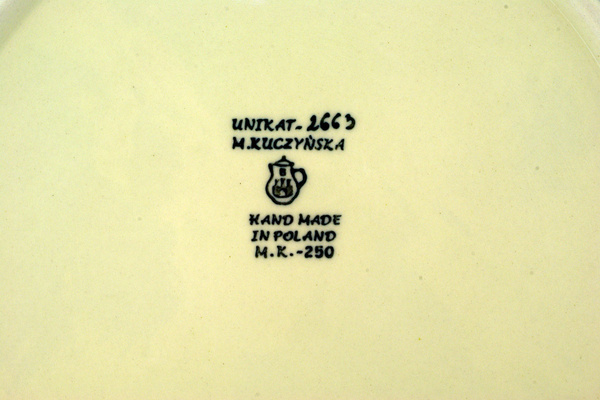 UNIKAT-2663
M.KUCZYŃSKA
HAND MADE
IN POLAND
M.K.-250